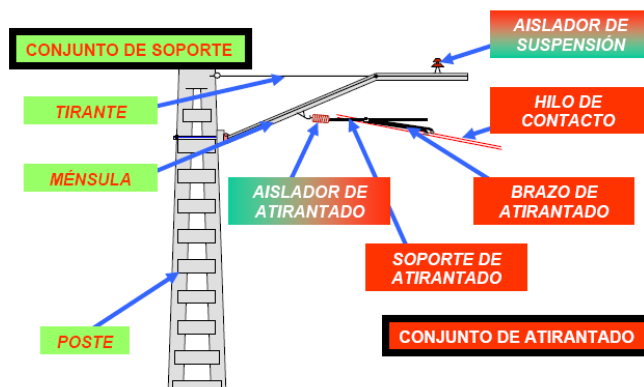 AISLADOR DE
SUSPENSIÓN
CONJUNTO DE SOPORTE
TIRANTE
HILO DE
CONTACTO
MÉNSULA
AISLADOR DE
ATIRANTADO
BRAZO DE
ATIRANTADO
SOPORTE DE
ATIRANTADO
POSTE
CONJUNTO DE ATIRANTADO